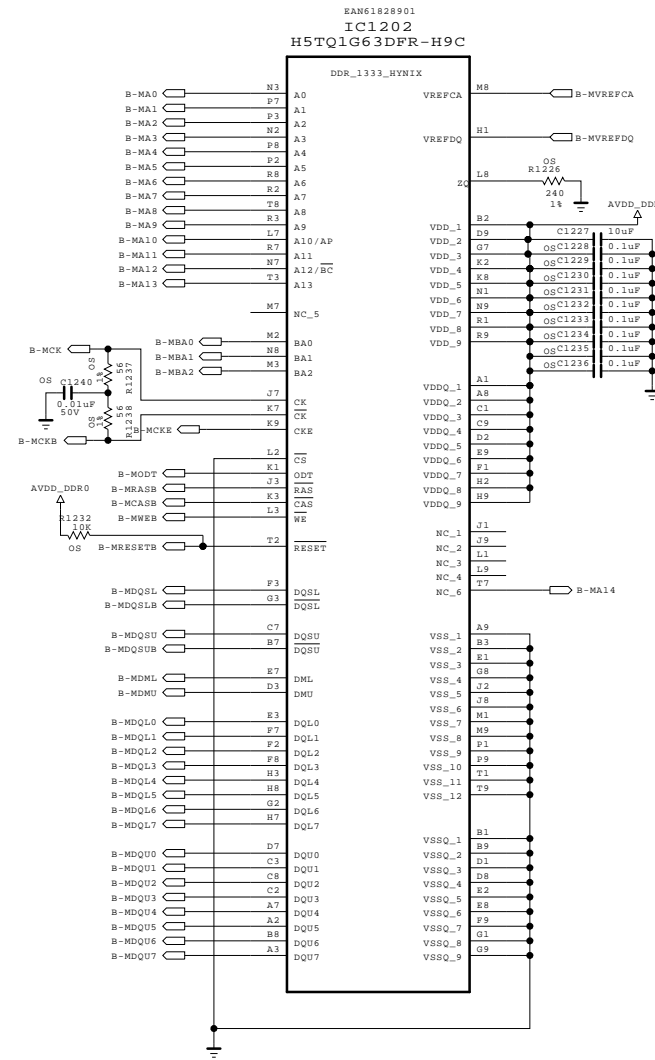 EAN61828901
IC1202
H5TQ1G63DFR-H9C
DDR_1333_HYNIX
B-MA0 N3 A0
B-MA1 P7 A1
B-MA2 P3 A2
B-MA3 N2 A3
B-MA4 P8 A4
B-MA5 P2 A5
B-MA6 R8 A6
B-MA7 R2 A7
B-MA8 T8 A8
B-MA9 R3 A9
B-MA10 L7 A10/AP
B-MA11 R7 A11
B-MA12 N7 A12/BC
B-MA13 T3 A13
M7 NC_5
B-MBA0 M2 BA0
B-MBA1 N8 BA1
B-MBA2 M3 BA2
B-MCK
OS
1%
56
R1237
OS C1240
0.01uF
50V
OS
1%
56
R1238
B-MCKB
J7 CK
K7 CK
B-MCKE K9 CKE
L2 CS
B-MODT K1 ODT
B-MRASB J3 RAS
B-MCASB K3 CAS
B-MWEB L3 WE
AVDD_DDR0
R1232
10K
OS
B-MRESETB T2 RESET
B-MDQSL F3 DQSL
B-MDQSLB G3 DQSL
B-MDQSU C7 DQSU
B-MDQSUB B7 DQSU
B-MDML E7 DML
B-MDMU D3 DMU
B-MDQL0 E3 DQL0
B-MDQL1 F7 DQL1
B-MDQL2 F2 DQL2
B-MDQL3 F8 DQL3
B-MDQL4 H3 DQL4
B-MDQL5 H8 DQL5
B-MDQL6 G2 DQL6
B-MDQL7 H7 DQL7
B-MDQU0 D7 DQU0
B-MDQU1 C3 DQU1
B-MDQU2 C8 DQU2
B-MDQU3 C2 DQU3
B-MDQU4 A7 DQU4
B-MDQU5 A2 DQU5
B-MDQU6 B8 DQU6
B-MDQU7 A3 DQU7
VREFCA M8 B-MVREFCA
VREFDQ H1 B-MVREFDQ
ZQ L8
OS
R1226
240
1%
AVDD_DD
VDD_1 B2
VDD_2 D9
VDD_3 G7
VDD_4 K2
VDD_5 K8
VDD_6 N1
VDD_7 N9
VDD_8 R1
VDD_9 R9
C1227 10uF
OS C1228 0.1uF
OS C1229 0.1uF
OS C1230 0.1uF
OS C1231 0.1uF
OS C1232 0.1uF
OS C1233 0.1uF
OS C1234 0.1uF
OS C1235 0.1uF
OS C1236 0.1uF
VDDQ_1 A1
VDDQ_2 A8
VDDQ_3 C1
VDDQ_4 C9
VDDQ_5 D2
VDDQ_6 E9
VDDQ_7 F1
VDDQ_8 H2
VDDQ_9 H9
NC_1 J1
NC_2 J9
NC_3 L1
NC_4 L9
NC_6 T7 B-MA14
VSS_1 A9
VSS_2 B3
VSS_3 E1
VSS_4 G8
VSS_5 J2
VSS_6 J8
VSS_7 M1
VSS_8 M9
VSS_9 P1
VSS_10 P9
VSS_11 T1
VSS_12 T9
VSSQ_1 B1
VSSQ_2 B9
VSSQ_3 D1
VSSQ_4 D8
VSSQ_5 E2
VSSQ_6 E8
VSSQ_7 F9
VSSQ_8 G1
VSSQ_9 G9